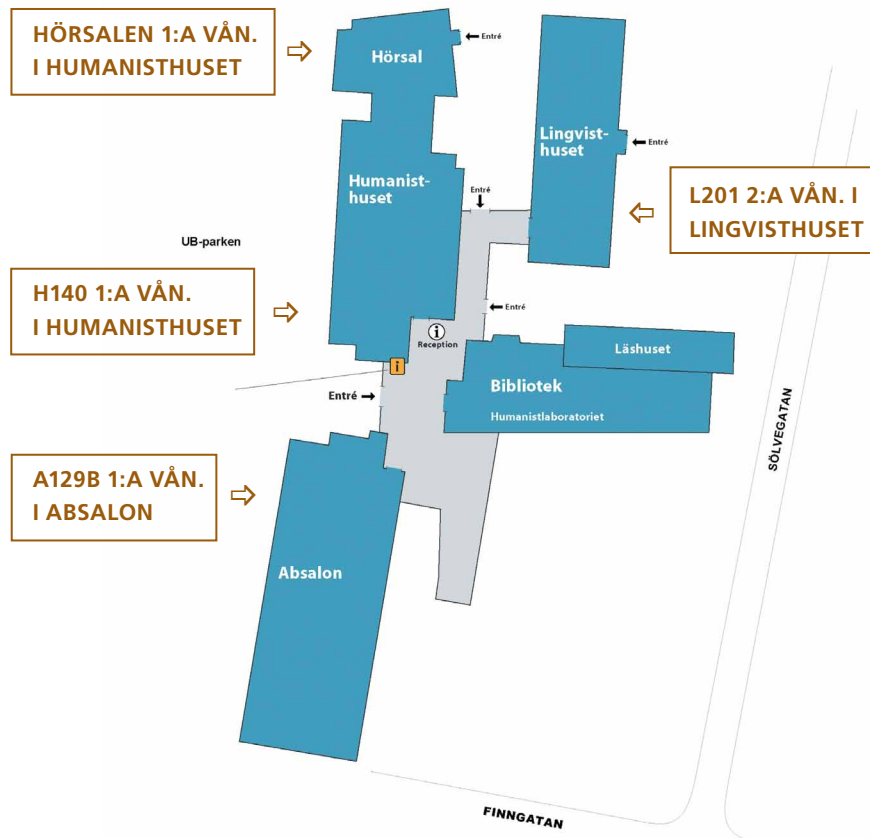 HÖRSALEN 1:A VÅN.
I HUMANISTHUSET
Entré
Hörsal
Lingvist-
huset
Entré
Humanist-
huset
Entré
L201 2:A VÅN. I
LINGVISTHUSET
UB-parken
H140 1:A VÅN.
I HUMANISTHUSET
Entré
i
Reception
Läshuset
i
Bibliotek
Entré
Humanistlaboratoriet
SÖLVEGATAN
A129B 1:A VÅN.
I ABSALON
Absalon
FINNGATAN